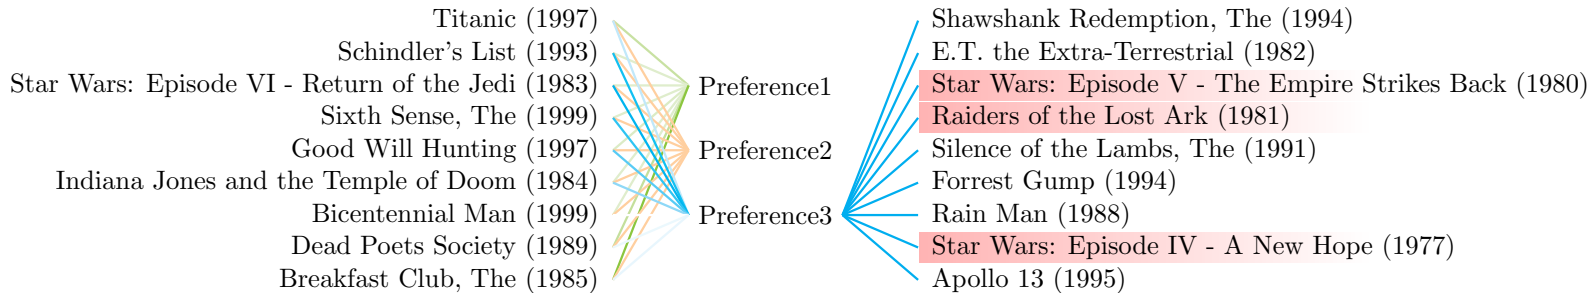 Titanic (1997)
Schindler's List (1993)
Star Wars: Episode VI - Return of the Jedi (1983)
Sixth Sense, The (1999)
Good Will Hunting (1997)
Indiana Jones and the Temple of Doom (1984)
Bicentennial Man (1999)
Dead Poets Society (1989)
Breakfast Club, The (1985)
Preference1
Preference2
Preference3
Shawshank Redemption, The (1994)
E.T. the Extra-Terrestrial (1982)
Star Wars: Episode V - The Empire Strikes Back (1980)
Raiders of the Lost Ark (1981)
Silence of the Lambs, The (1991)
Forrest Gump (1994)
Rain Man (1988)
Star Wars: Episode IV - A New Hope (1977)
Apollo 13 (1995)